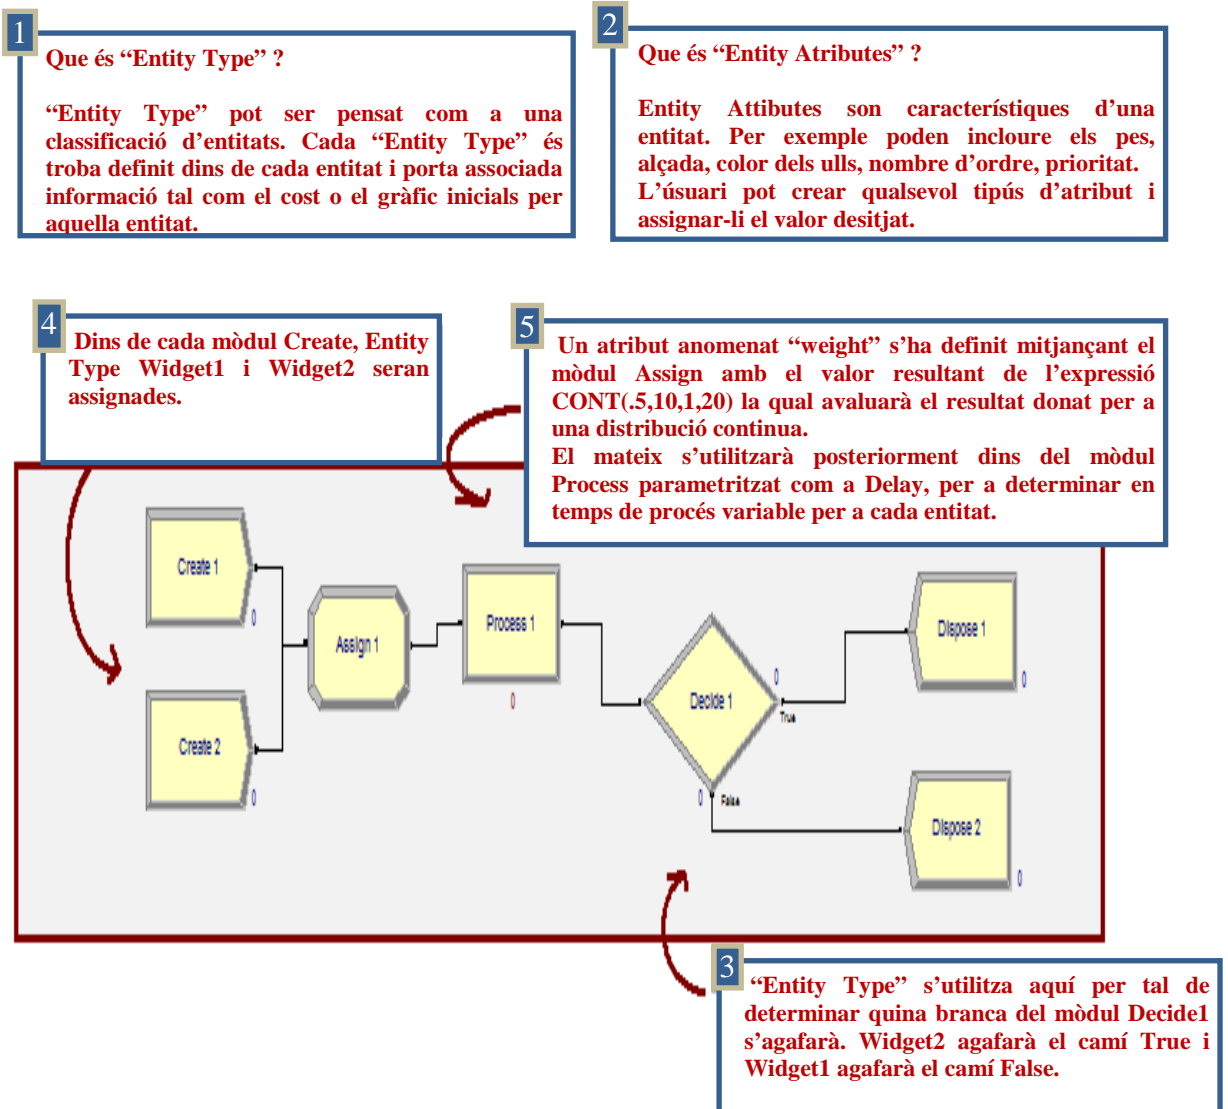 1
Que és “Entity Type” ?
“Entity Type” pot ser pensat com a una
classificació d’entitats. Cada “Entity Type” és
troba definit dins de cada entitat i porta associada
informació tal com el cost o el gràfic inicials per
aquella entitat.
2
Que és “Entity Atributes” ?
Entity Attibutes son característiques d’una
entitat. Per exemple poden incloure els pes,
alçada, color dels ulls, nombre d’ordre, prioritat.
L’úsuari pot crear qualsevol tipús d’atribut i
assignar-li el valor desitjat.
4
Dins de cada mòdul Create, Entity
Type Widget1 i Widget2 seran
assignades.
5
Un atribut anomenat “weight” s’ha definit mitjançant el
mòdul Assign amb el valor resultant de l’expressió
CONT(.5,10,1,20) la qual avaluarà el resultat donat per a
una distribució continua.
El mateix s’utilitzarà posteriorment dins del mòdul
Process parametritzat com a Delay, per a determinar en
temps de procés variable per a cada entitat.
Create 1
0
Create 2
0
Assign 1
Process 1
0
Decide 1
0
True
0
False
Dispose 1
0
Dispose 2
0
3
“Entity Type” s’utilitza aquí per tal de
determinar quina branca del mòdul Decide1
s’agafarà. Widget2 agafarà el camí True i
Widget1 agafarà el camí False.